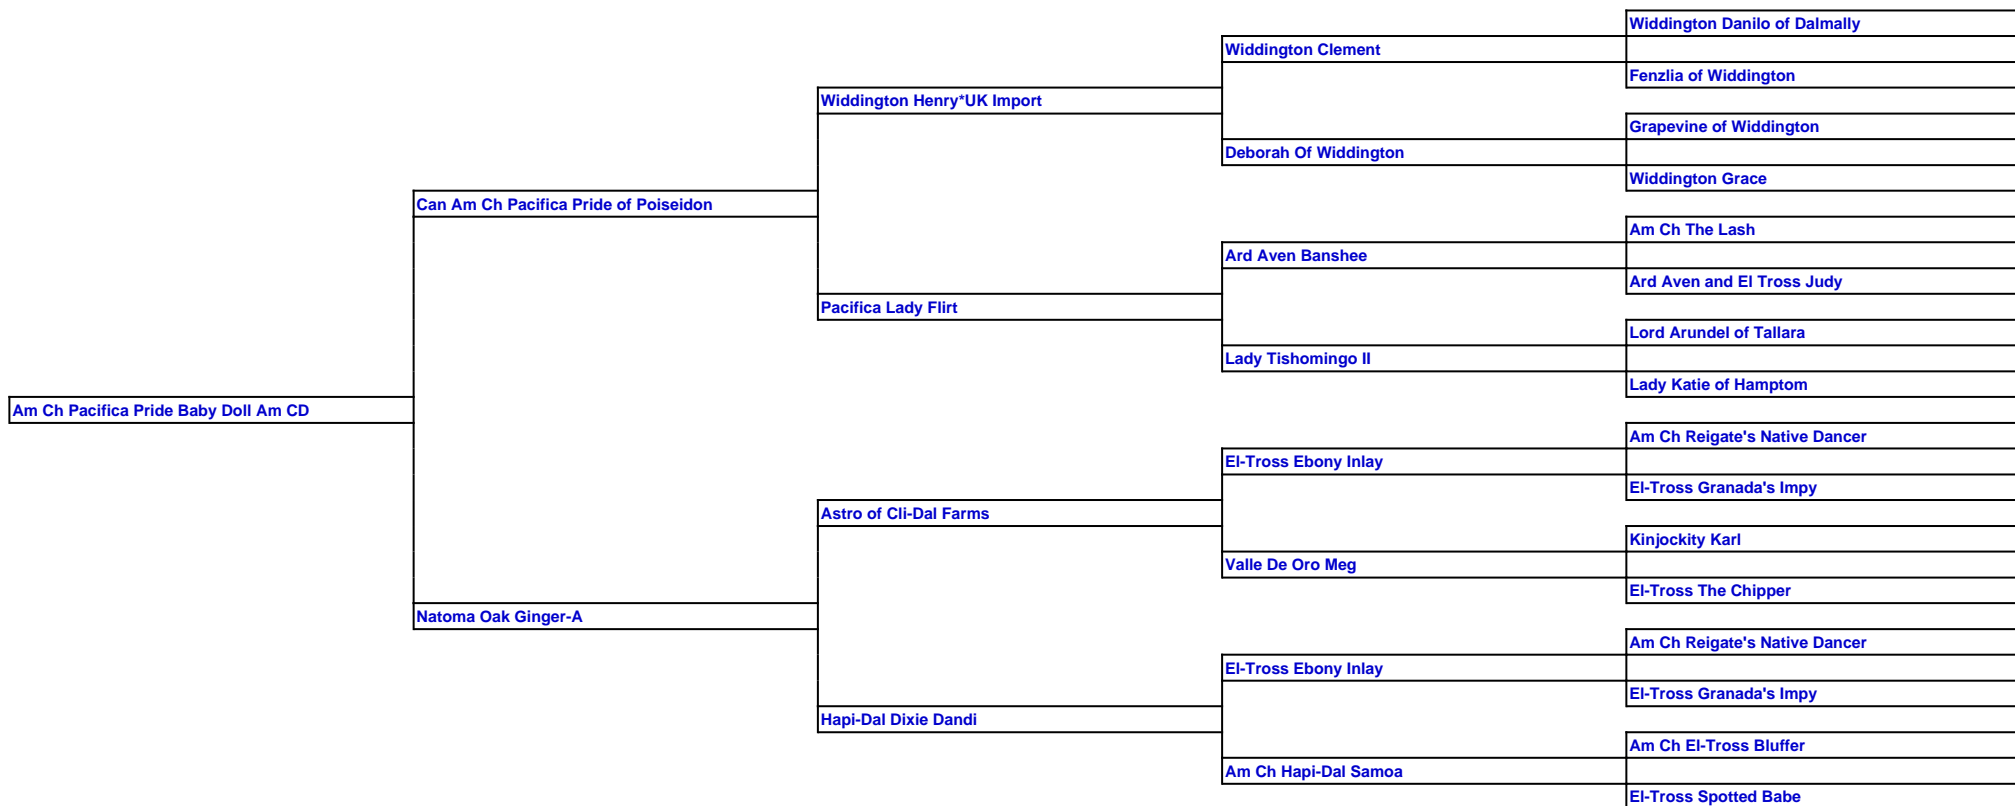 Widdington Danilo of Dalmally
Widdington Clement
Fenzlia of Widdington
Widdington Henry*UK Import
Grapevine of Widdington
Deborah Of Widdington
Widdington Grace
Can Am Ch Pacifica Pride of Poiseidon
Am Ch The Lash
Ard Aven Banshee
Ard Aven and El Tross Judy
Pacifica Lady Flirt
Lord Arundel of Tallara
Lady Tishomingo II
Lady Katie of Hamptom
Am Ch Pacifica Pride Baby Doll Am CD
Am Ch Reigate's Native Dancer
El-Tross Ebony Inlay
El-Tross Granada's Impy
Astro of Cli-Dal Farms
Kinjockity Karl
Valle De Oro Meg
El-Tross The Chipper
Natoma Oak Ginger-A
Am Ch Reigate's Native Dancer
El-Tross Ebony Inlay
El-Tross Granada's Impy
Hapi-Dal Dixie Dandi
Am Ch El-Tross Bluffer
Am Ch Hapi-Dal Samoa
El-Tross Spotted Babe